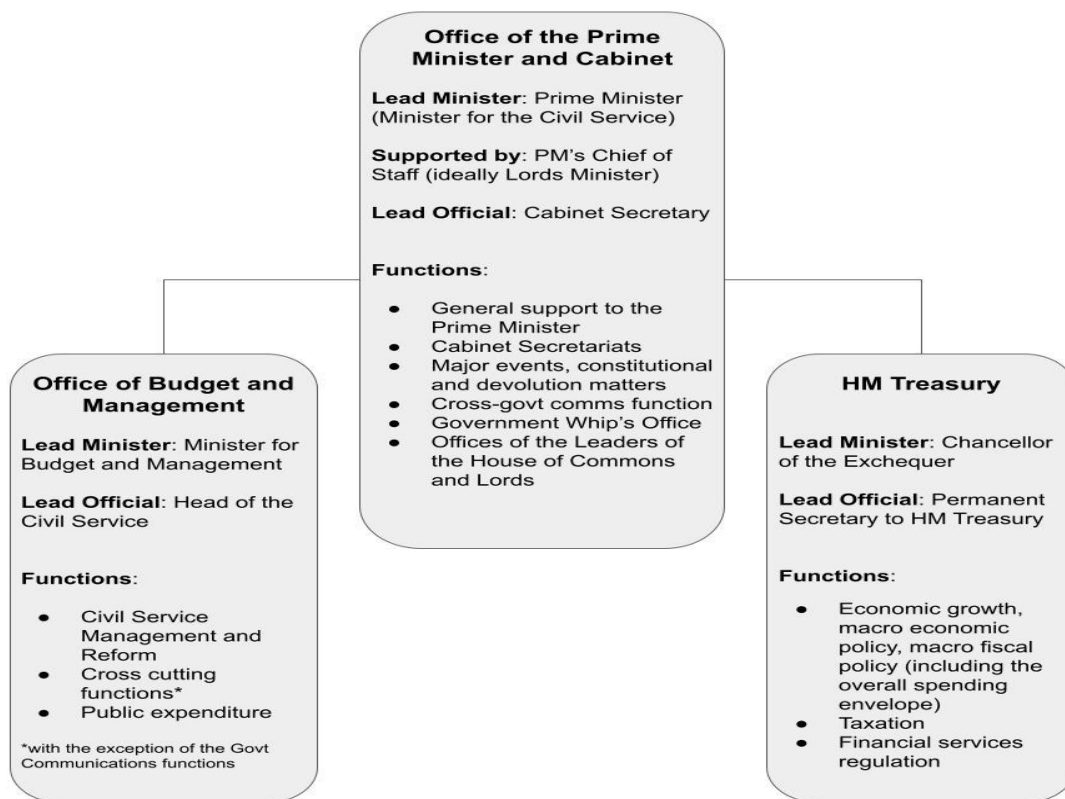 Office of the Prime
Minister and Cabinet
Lead Minister: Prime Minister
(Minister for the Civil Service)
Supported by: PM's Chief of
Staff (ideally Lords Minister)
Lead Official: Cabinet Secretary
Functions:
● General support to the
Prime Minister
● Cabinet Secretariats
● Major events, constitutional
and devolution matters
● Cross-govt comms function
● Government Whip's Office
● Offices of the Leaders of
the House of Commons
and Lords
Office of Budget and
Management
Lead Minister: Minister for
Budget and Management
Lead Official: Head of the
Civil Service
Functions:
● Civil Service
Management and
Reform
● Cross cutting
functions*
● Public expenditure
*with the exception of the Govt
Communications functions
HM Treasury
Lead Minister: Chancellor
of the Exchequer
Lead Official: Permanent
Secretary to HM Treasury
Functions:
● Economic growth,
macro economic
policy, macro fiscal
policy (including the
overall spending
envelope)
● Taxation
● Financial services
regulation